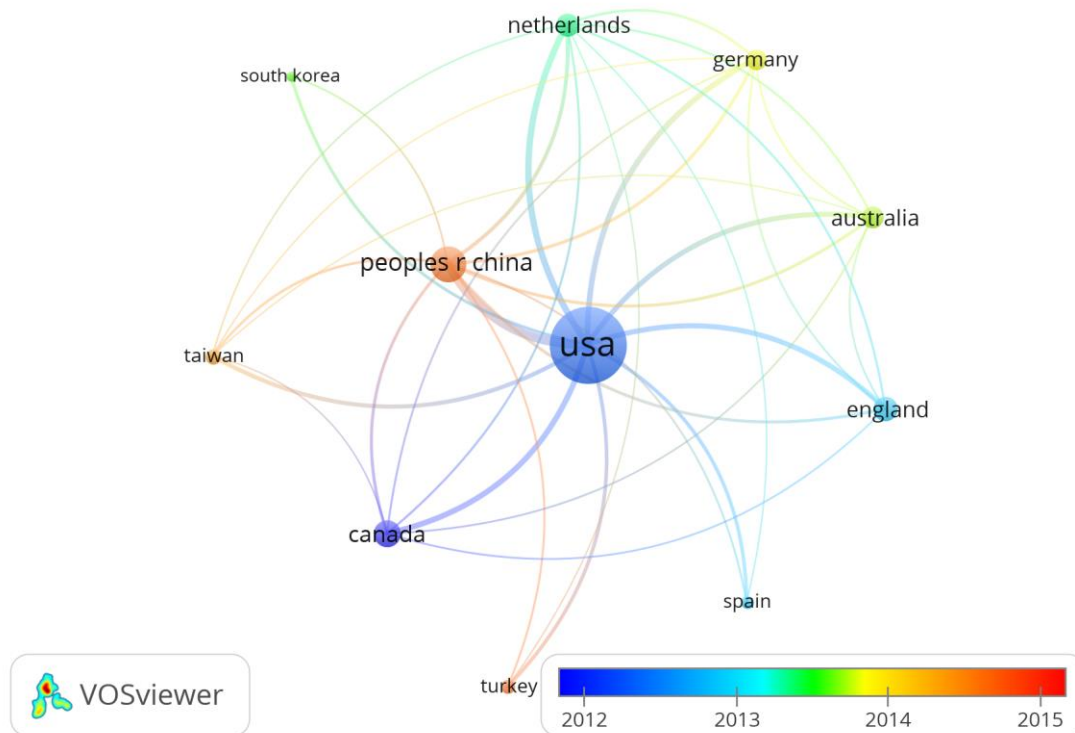 netherlands
germany
south korea
australia
peoples r china
usa
taiwan
england
canada
spain
turkey
VOSviewer
2012 2013 2014 2015